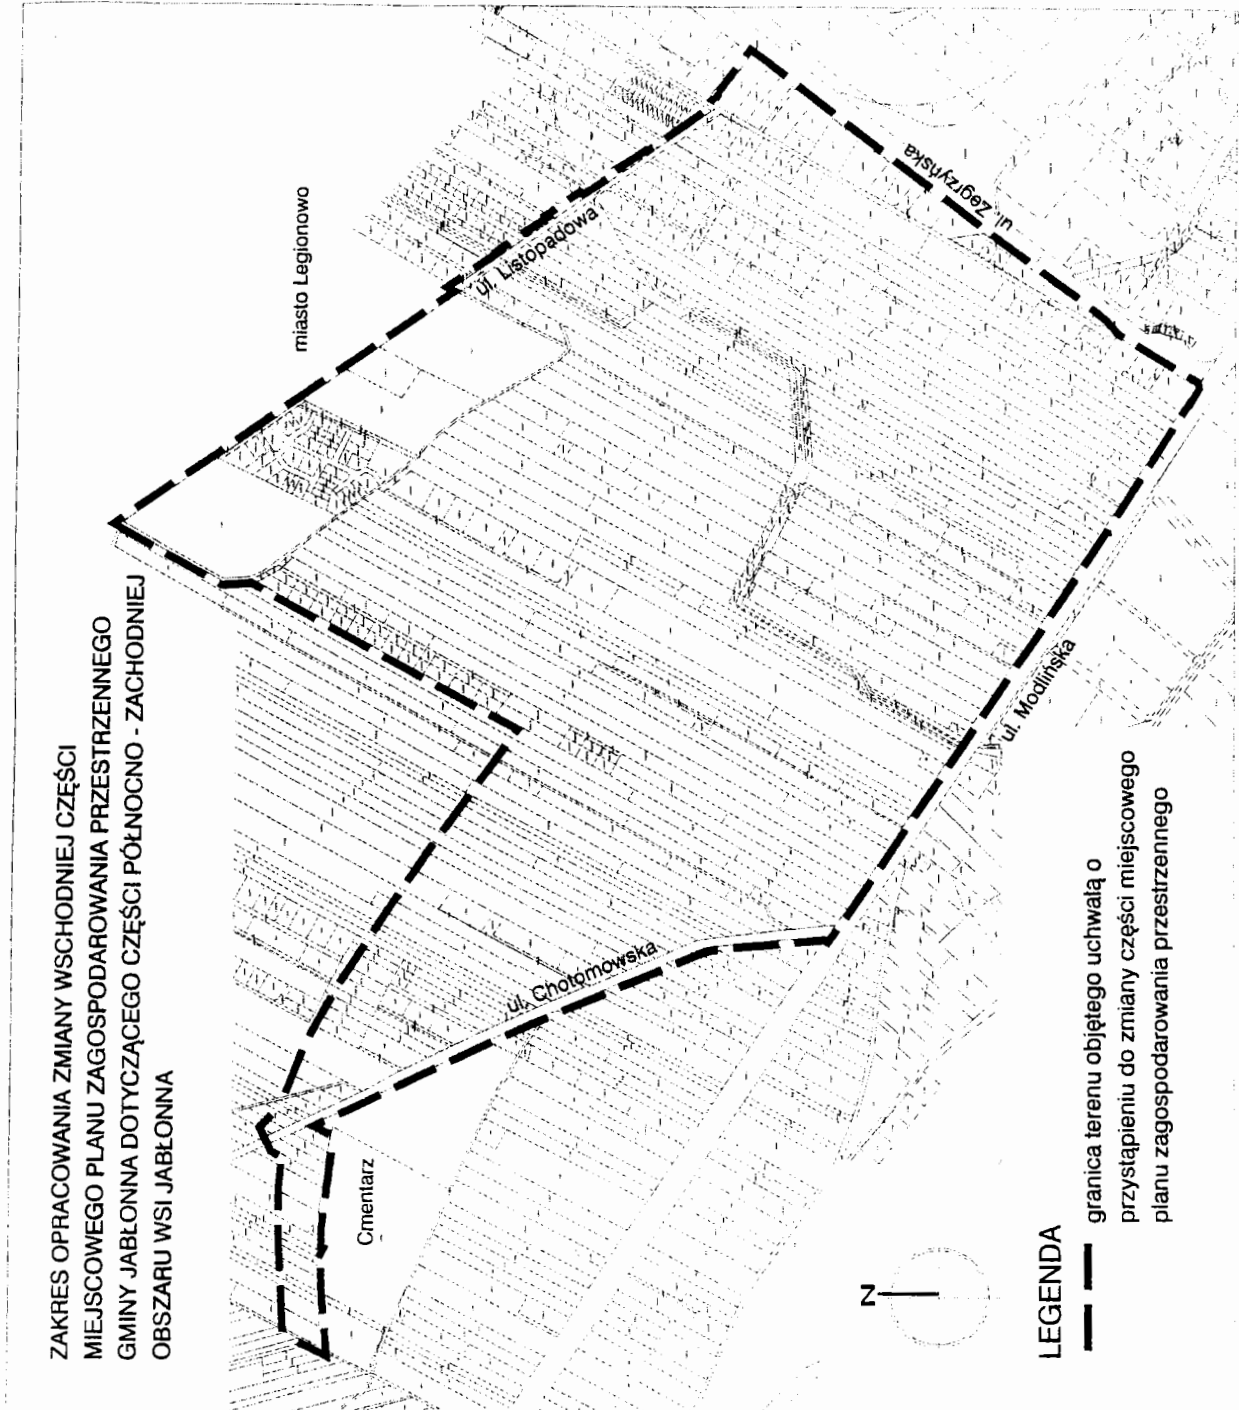 ZAKRES OPRACOWANIA ZMIANY WSCHODNIEJ CZĘŚCI
MIEJSCOWEGO PLANU ZAGOSPODAROWANIA PRZESTRZENNEGO
GMINY JABŁONNA DOTYCZĄCEGO CZĘŚCI PÓŁNOCNO - ZACHODNIEJ
OBSZARU WSI JABŁONNA
miasto Legionowo
ul. Listopadowa
ul. Zegrzyńska
ul. Chotomowska
Cmentarz
ul. Modlińska
N
LEGENDA
granica terenu objętego uchwałą o
przystąpieniu do zmiany części miejscowego
planu zagospodarowania przestrzennego